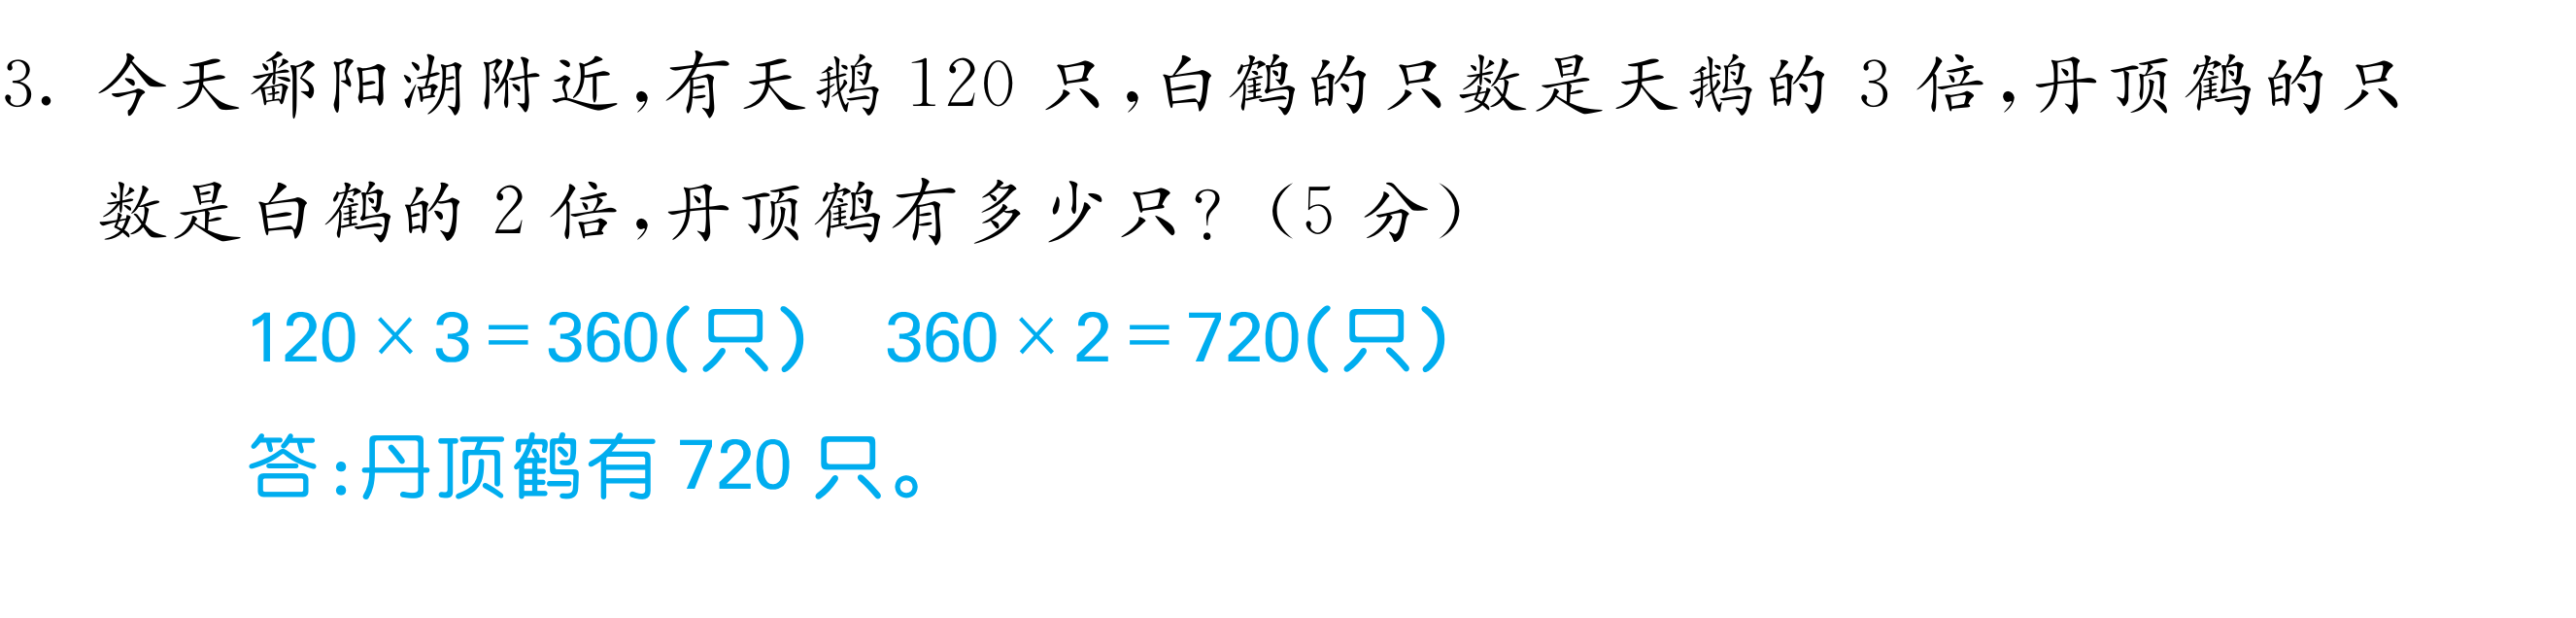 3. 今天鄱阳湖附近,有天鹅 120 只,白鹤的只数是天鹅的 3 倍,丹顶鹤的只
数是白鹤的 2 倍,丹顶鹤有多少只?(5 分)
120×3=360(只) 360×2=720(只)
答:丹顶鹤有 720 只。